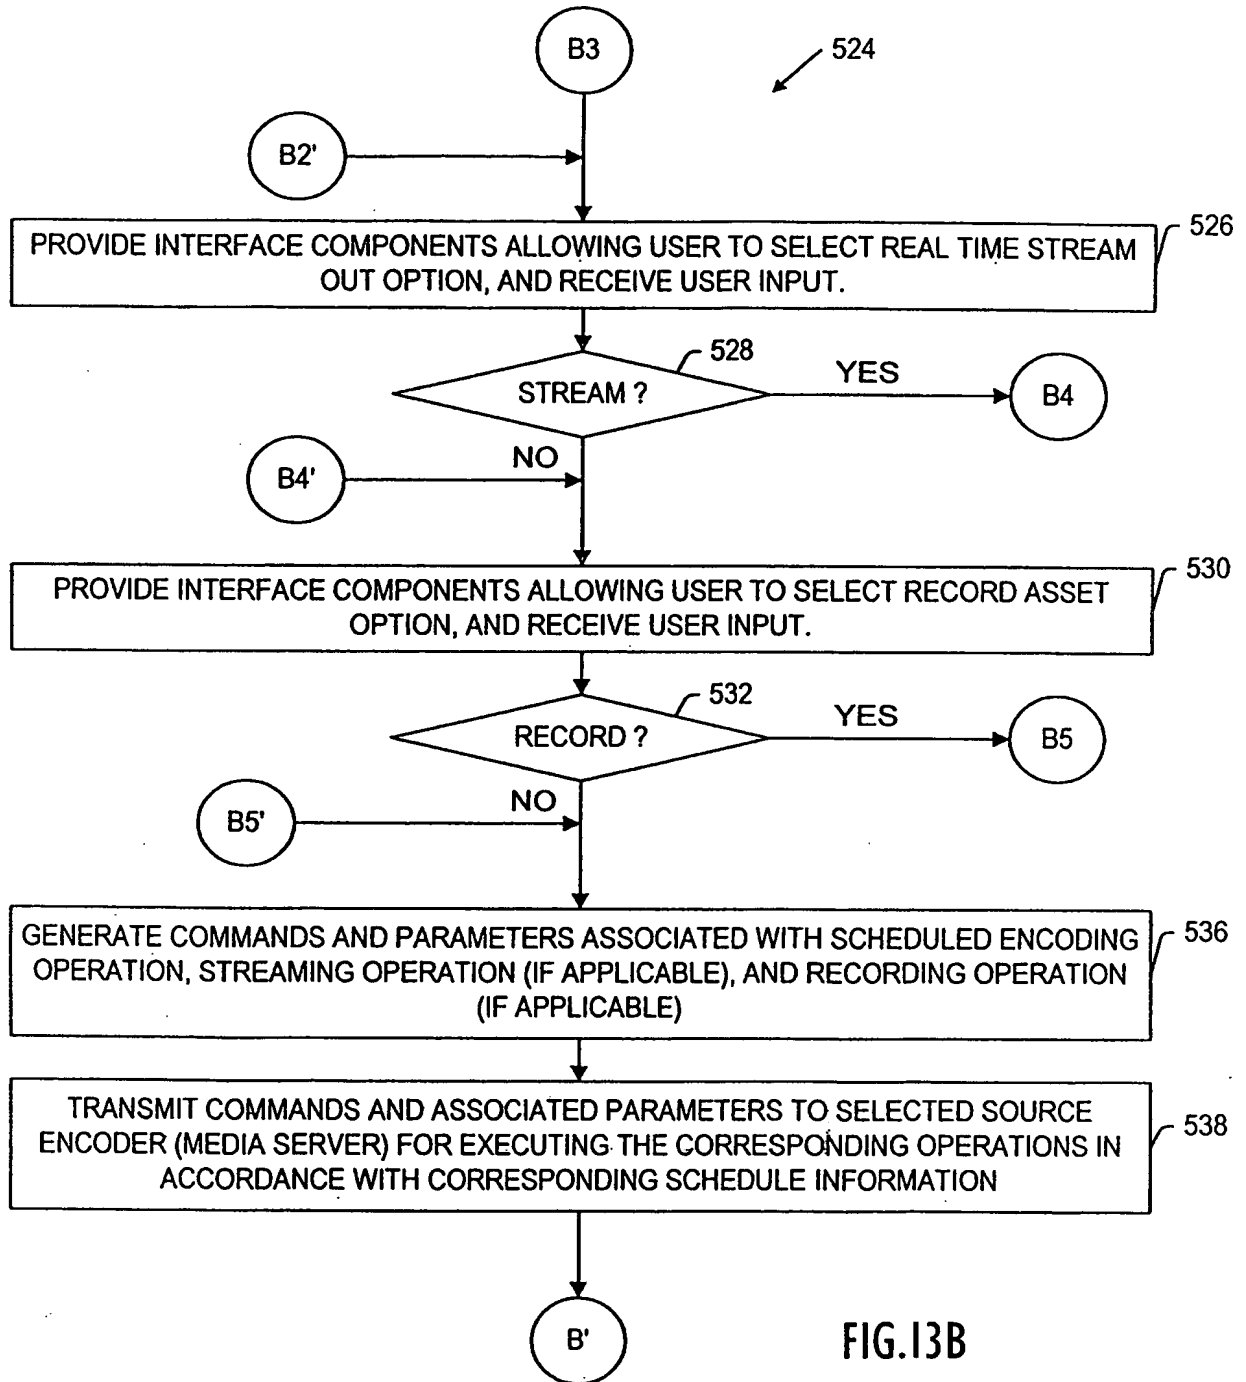 B3
524
B2'
526
PROVIDE INTERFACE COMPONENTS ALLOWING USER TO SELECT REAL TIME STREAM
OUT OPTION, AND RECEIVE USER INPUT.
528
STREAM ?
YES
B4
NO
B4'
530
PROVIDE INTERFACE COMPONENTS ALLOWING USER TO SELECT RECORD ASSET
OPTION, AND RECEIVE USER INPUT.
532
RECORD ?
YES
B5
NO
B5'
GENERATE COMMANDS AND PARAMETERS ASSOCIATED WITH SCHEDULED ENCODING
OPERATION, STREAMING OPERATION (IF APPLICABLE), AND RECORDING OPERATION
(IF APPLICABLE)
536
TRANSMIT COMMANDS AND ASSOCIATED PARAMETERS TO SELECTED SOURCE
ENCODER (MEDIA SERVER) FOR EXECUTING THE CORRESPONDING OPERATIONS IN
ACCORDANCE WITH CORRESPONDING SCHEDULE INFORMATION
538
B'
FIG.13B